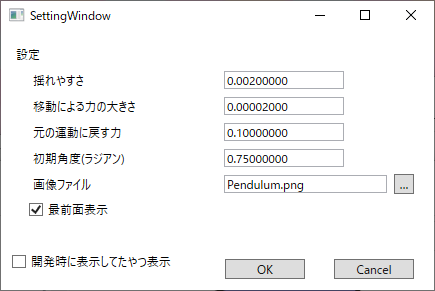 SettingWindow
設定
揺れやすさ 0.00200000
移動による力の大きさ 0.00002000
元の運動に戻す力 0.10000000
初期角度(ラジアン) 0.75000000
画像ファイル Pendulum.png ...
最前面表示
開発時に表示してたやつ表示 OK Cancel